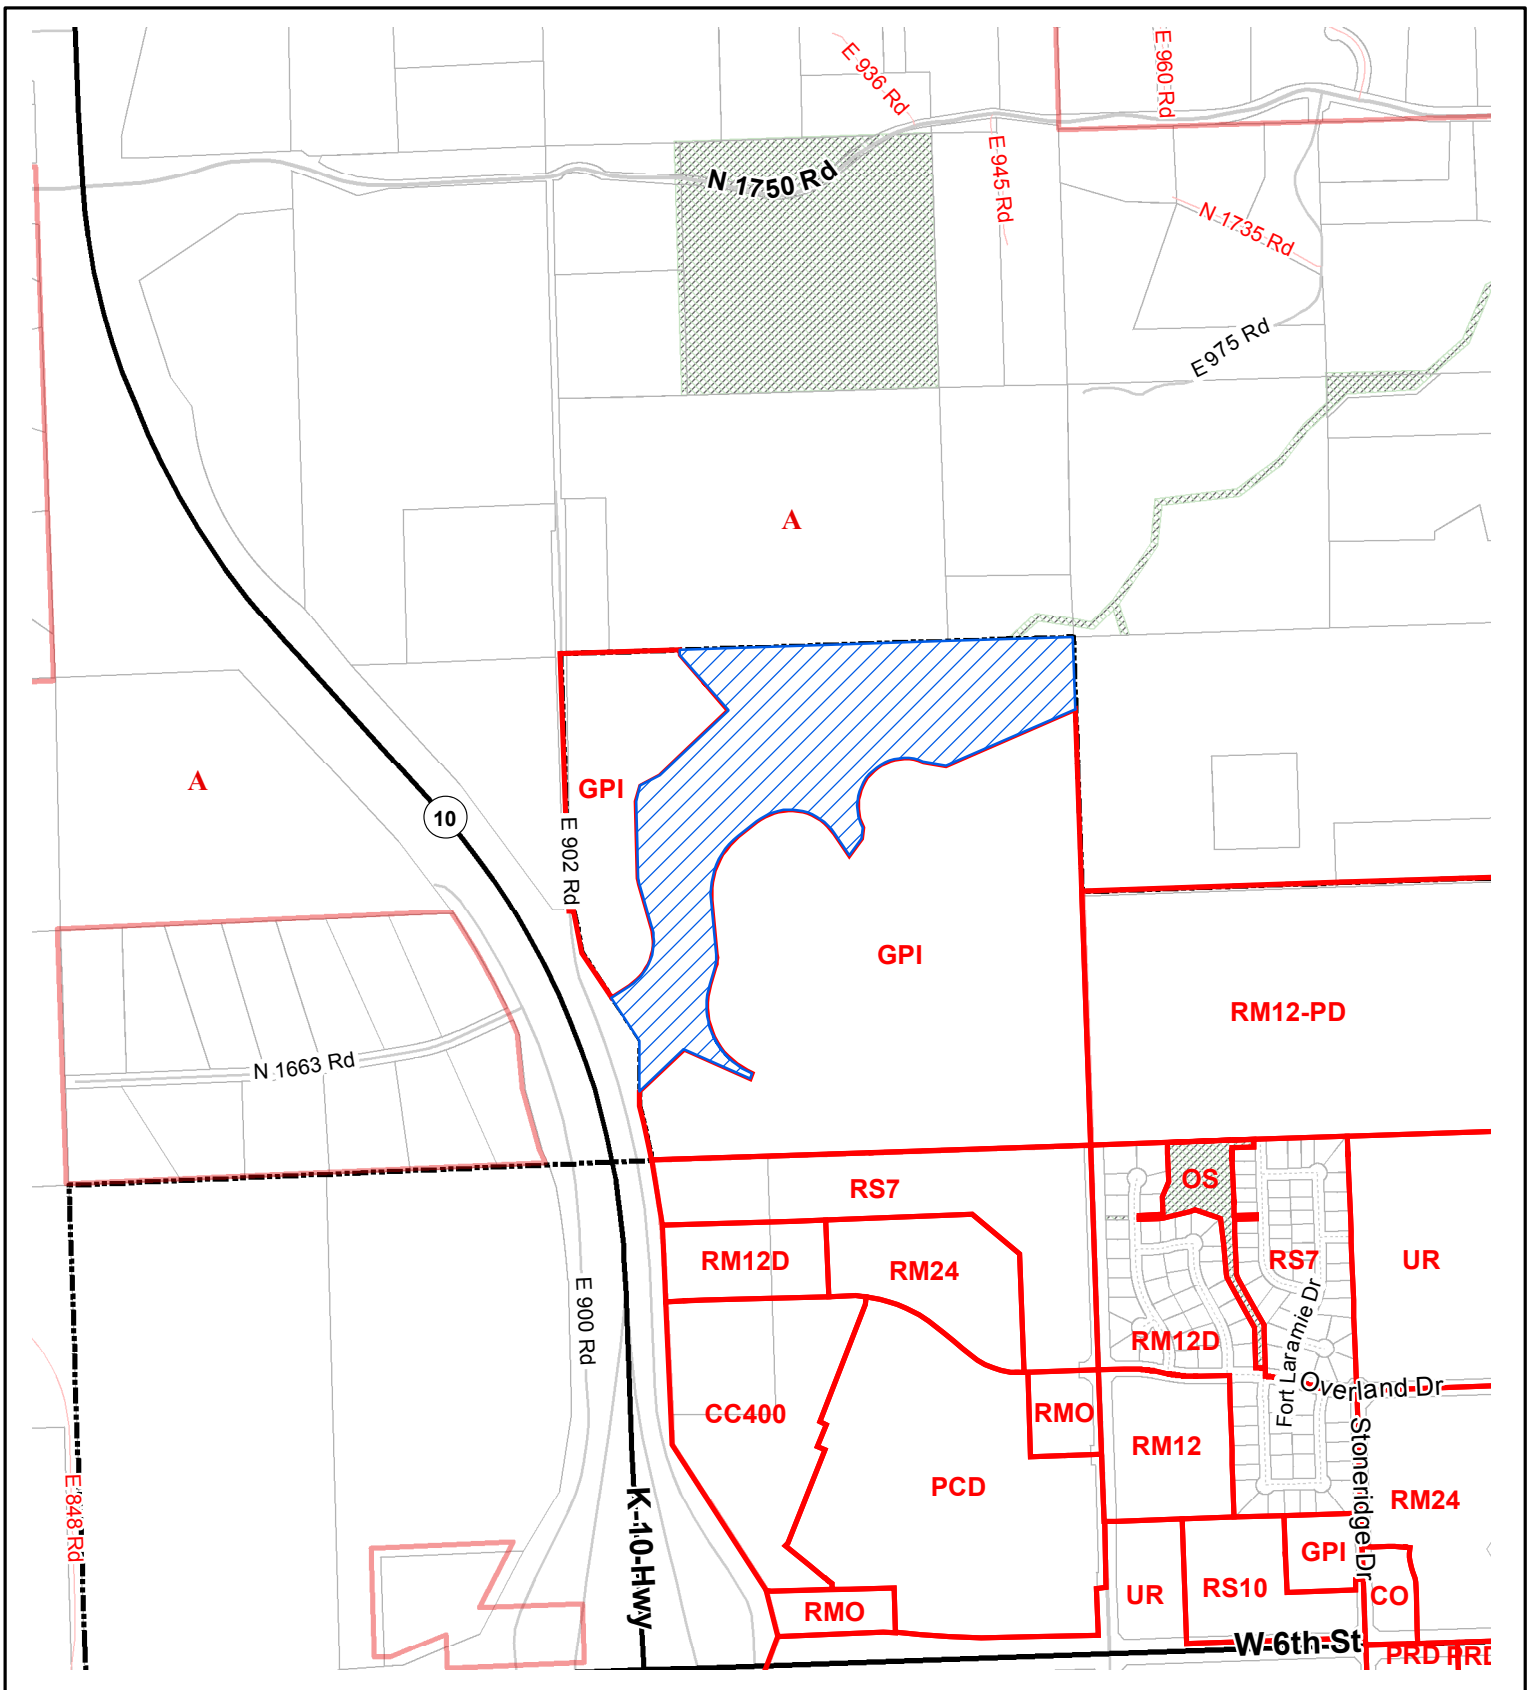 E 936 Rd
E 960 Rd
N 1750 Rd
E 945 Rd
N 1735 Rd
E 975 Rd
A
A
GPI
10
E 902 Rd
GPI
RM12-PD
N 1663 Rd
RS7
OS
RM12D
RM24
RS7
UR
E 900 Rd
RM12D
Fort Laramie Dr
Overland Dr
CC400
RMO
RM12
Stoneridge Dr
PCD
RM24
E 848 Rd
K-10-Hwy
GPI
UR
RS10
CO
RMO
W 6th St
PRD
PRD